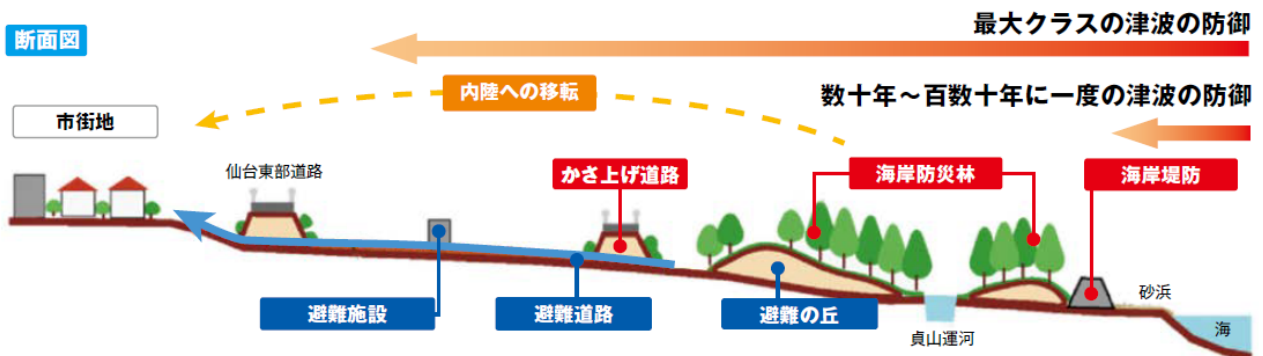 断面図
最大クラスの津波の防御
内陸への移転
数十年～百数十年に一度の津波の防御
市街地
仙台東部道路
かさ上げ道路
海岸防災林
海岸堤防
避難施設
避難道路
避難の丘
貞山運河
砂浜
海